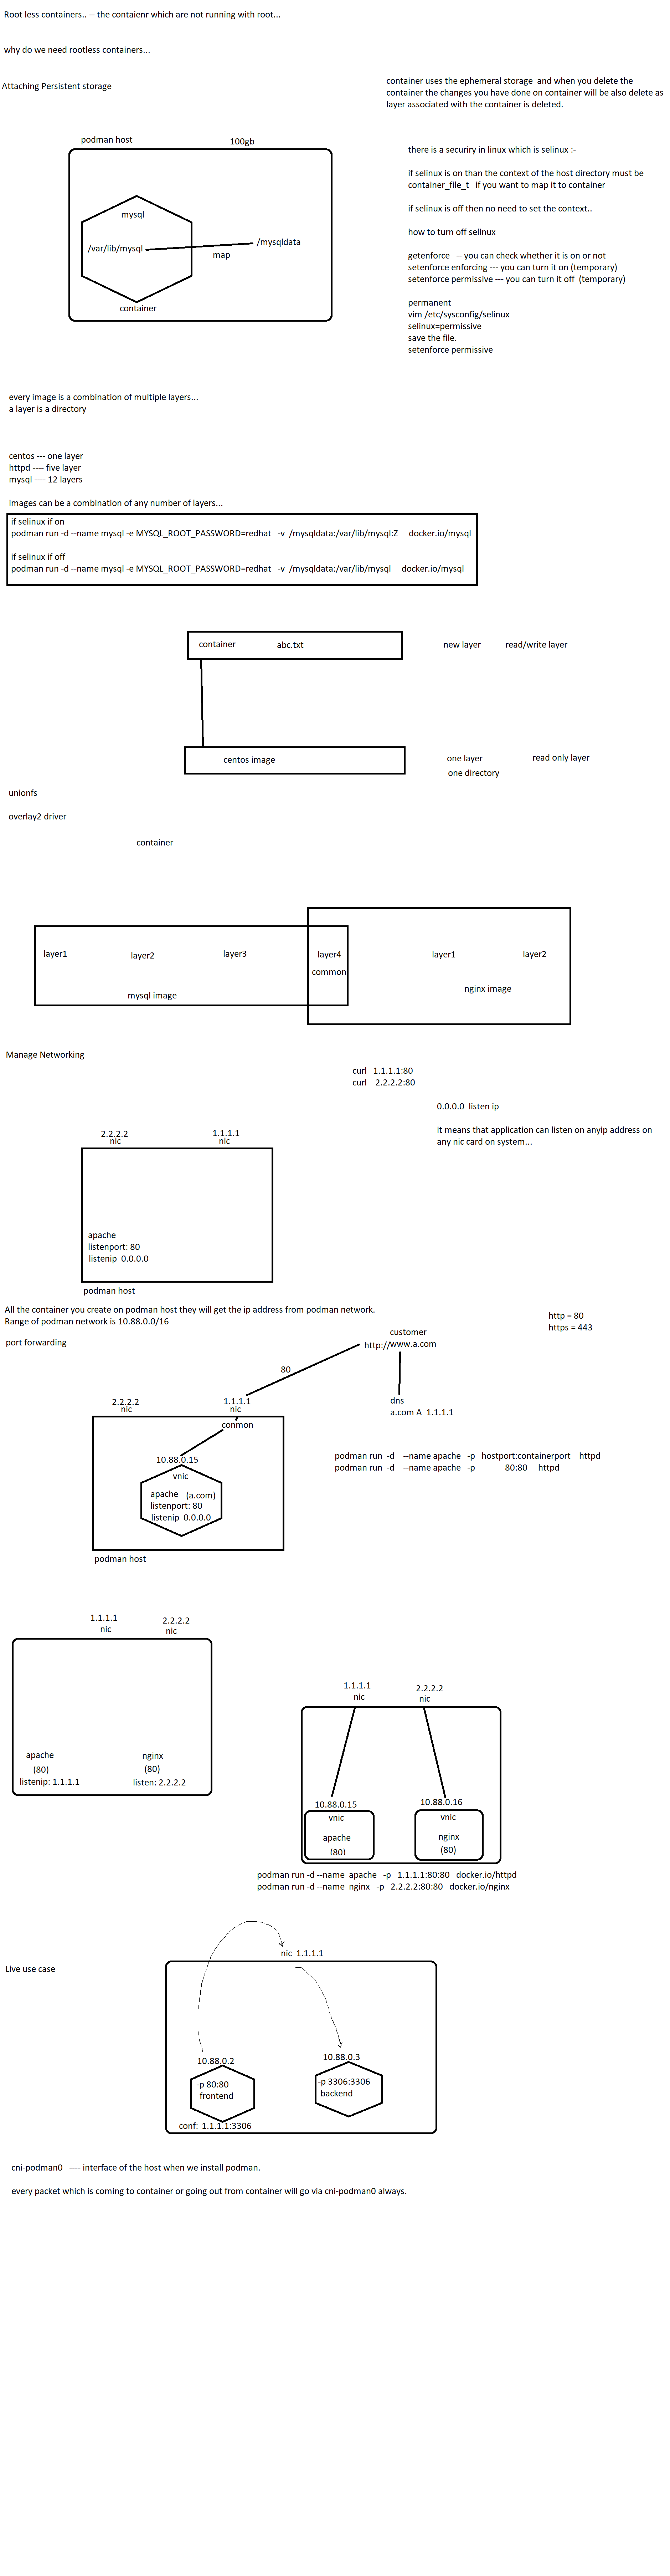 Root less containers.. -- the contaienr which are not running with root...
why do we need rootless containers...
Attaching Persistent storage
container uses the ephemeral storage and when you delete the
container the changes you have done on container will be also delete as
layer associated with the container is deleted.
podman host
100gb
mysql
/var/lib/mysql
/mysqldata
map
container
there is a securiry in linux which is selinux :-
if selinux is on than the context of the host directory must be
container_file_t if you want to map it to container
if selinux is off then no need to set the context..
how to turn off selinux
getenforce -- you can check whether it is on or not
setenforce enforcing --- you can turn it on (temporary)
setenforce permissive --- you can turn it off (temporary)
permanent
vim /etc/sysconfig/selinux
selinux=permissive
save the file.
setenforce permissive
every image is a combination of multiple layers...
a layer is a directory
centos --- one layer
httpd ---- five layer
mysql ---- 12 layers
images can be a combination of any number of layers...
if selinux if on
podman run -d --name mysql -e MYSQL_ROOT_PASSWORD=redhat -v /mysqldata:/var/lib/mysql:Z docker.io/mysql
if selinux if off
podman run -d --name mysql -e MYSQL_ROOT_PASSWORD=redhat -v /mysqldata:/var/lib/mysql docker.io/mysql
container abc.txt new layer read/write layer
centos image one layer read only layer
one directory
unionfs
overlay2 driver
container
layer1 layer2 layer3 layer4 layer1 layer2
common
mysql image
nginx image
Manage Networking
curl 1.1.1.1:80
curl 2.2.2.2:80
0.0.0.0 listen ip
it means that application can listen on anyip address on
any nic card on system...
2.2.2.2 1.1.1.1
nic nic
apache
listenport: 80
listenip 0.0.0.0
podman host
All the container you create on podman host they will get the ip address from podman network.
Range of podman network is 10.88.0.0/16
http = 80
https = 443
port forwarding
customer
http://www.a.com
80
dns
a.com A 1.1.1.1
2.2.2.2 1.1.1.1
nic nic
conmon
10.88.0.15
vnic
apache (a.com)
listenport: 80
listenip 0.0.0.0
podman host
podman run -d --name apache -p hostport:containerport httpd
podman run -d --name apache -p 80:80 httpd
1.1.1.1 2.2.2.2
nic nic
apache nginx
(80) (80)
listenip: 1.1.1.1 listen: 2.2.2.2
1.1.1.1 2.2.2.2
nic nic
10.88.0.15 10.88.0.16
vnic vnic
apache nginx
(80) (80)
podman run -d --name apache -p 1.1.1.1:80:80 docker.io/httpd
podman run -d --name nginx -p 2.2.2.2:80:80 docker.io/nginx
Live use case
nic 1.1.1.1
10.88.0.2 10.88.0.3
-p 80:80 -p 3306:3306
frontend backend
conf: 1.1.1.1:3306
cni-podman0 ---- interface of the host when we install podman.
every packet which is coming to container or going out from container will go via cni-podman0 always.